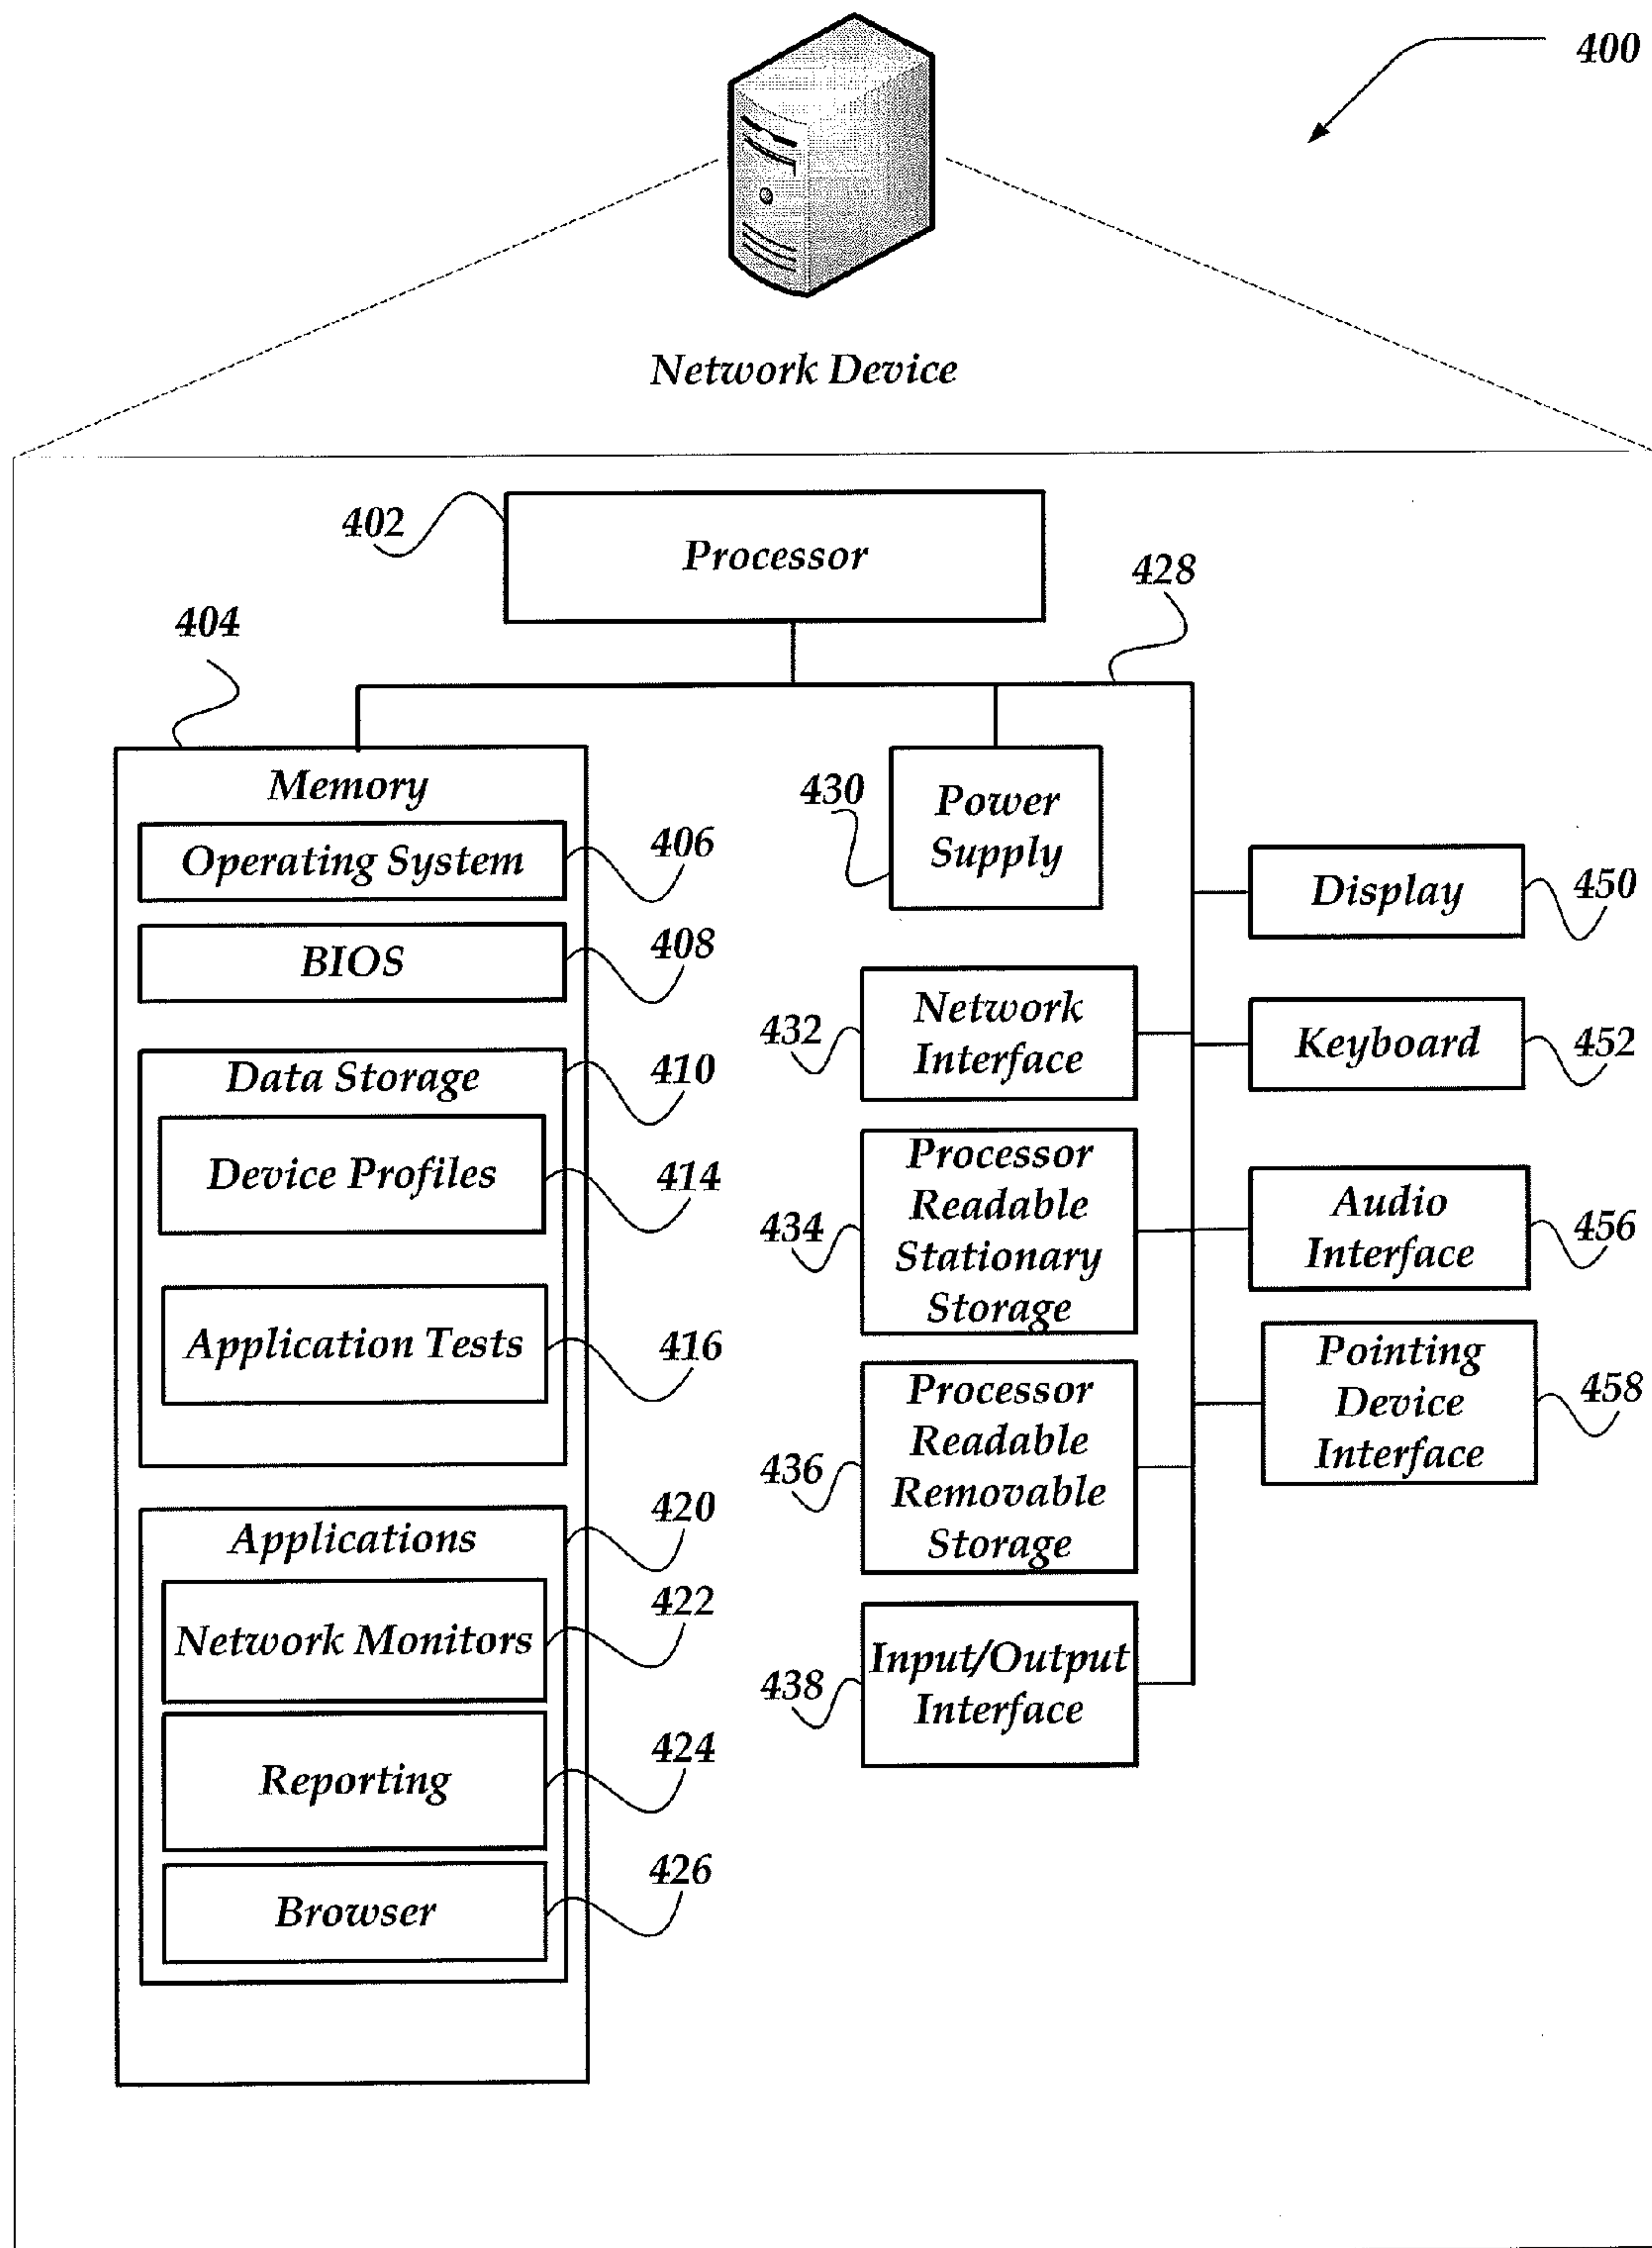 400
Network Device
402
Processor
428
404
Memory
Operating System
406
BIOS
408
Data Storage
410
Device Profiles
414
Application Tests
416
Applications
420
Network Monitors
422
Reporting
424
Browser
426
430
Power
Supply
432
Network
Interface
434
Processor
Readable
Stationary
Storage
436
Processor
Readable
Removable
Storage
438
Input/Output
Interface
Display
450
Keyboard
452
Audio
Interface
456
Pointing
Device
Interface
458